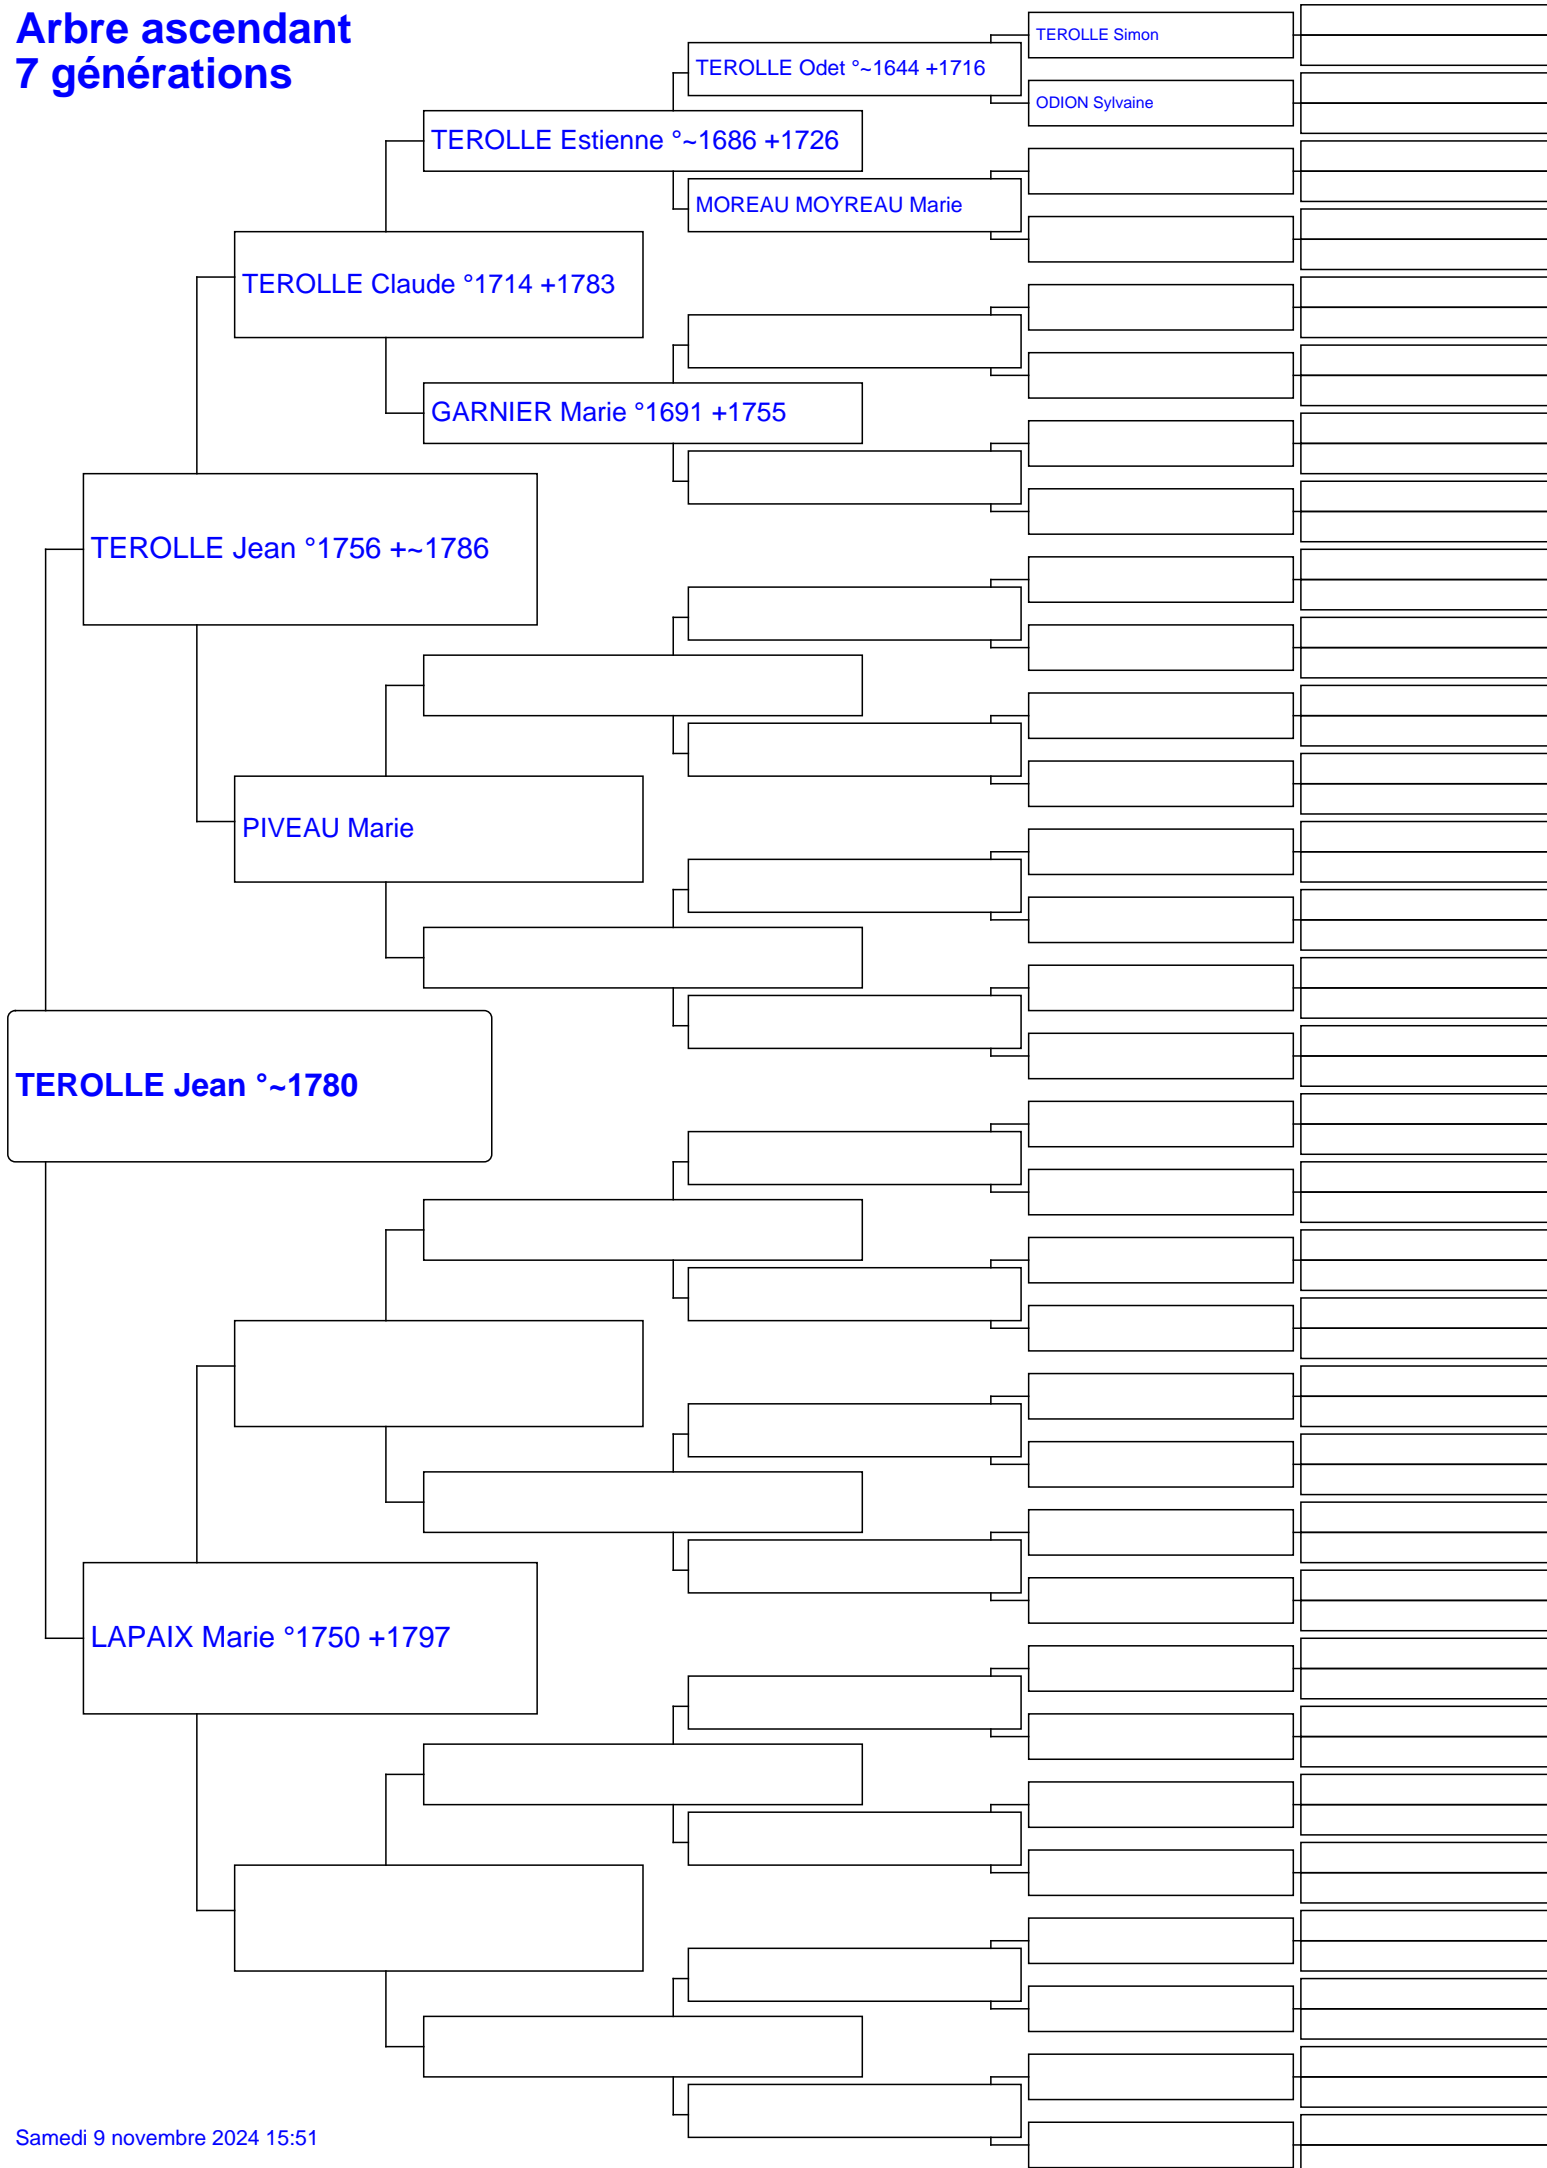 Arbre ascendant
7 générations
TEROLLE Simon
TEROLLE Odet °~1644 +1716
ODION Sylvaine
TEROLLE Estienne °~1686 +1726
MOREAU MOYREAU Marie
TEROLLE Claude °1714 +1783
GARNIER Marie °1691 +1755
TEROLLE Jean °1756 +~1786
PIVEAU Marie
TEROLLE Jean °~1780
LAPAIX Marie °1750 +1797
Samedi 9 novembre 2024 15:51